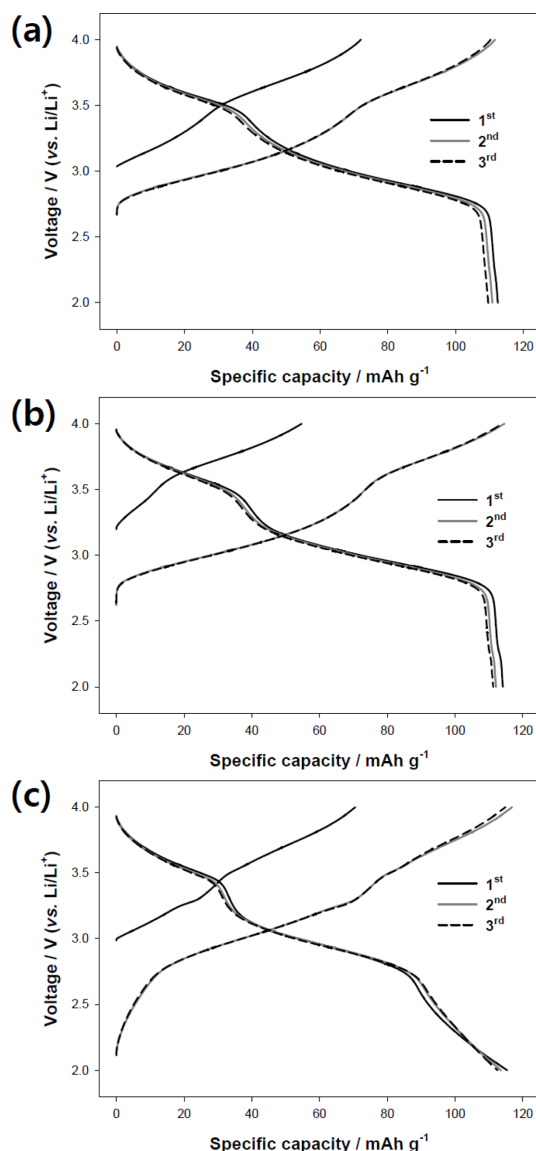 (a)
4.0
3.5
3.0
2.5
2.0
Voltage / V (vs. Li/Li⁺)
1st
2nd
3rd
0 20 40 60 80 100 120
Specific capacity / mAh g⁻¹
(b)
4.0
3.5
3.0
2.5
2.0
Voltage / V (vs. Li/Li⁺)
1st
2nd
3rd
0 20 40 60 80 100 120
Specific capacity / mAh g⁻¹
(c)
4.0
3.5
3.0
2.5
2.0
Voltage / V (vs. Li/Li⁺)
1st
2nd
3rd
0 20 40 60 80 100 120
Specific capacity / mAh g⁻¹